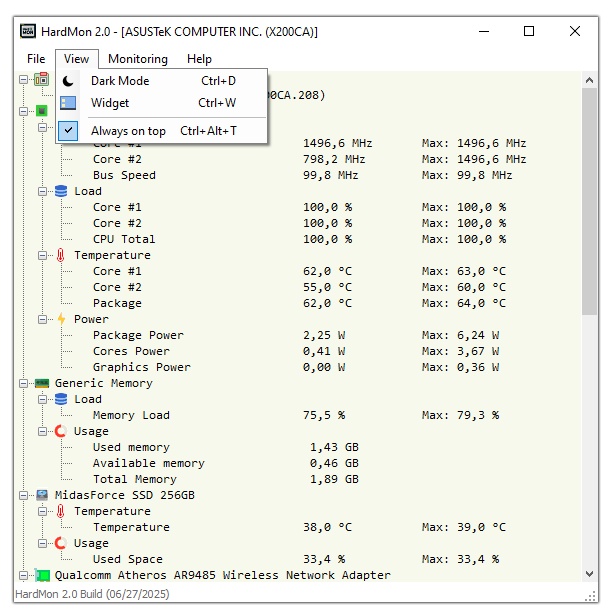 HardMon 2.0 - [ASUSTeK COMPUTER INC. (X200CA)]
File View Monitoring Help
Dark Mode Ctrl+D
Widget Ctrl+W
Always on top Ctrl+Alt+T
00CA.208)
Core #1 1496,6 MHz Max: 1496,6 MHz
Core #2 798,2 MHz Max: 1496,6 MHz
Bus Speed 99,8 MHz Max: 99,8 MHz
Load
Core #1 100,0 % Max: 100,0 %
Core #2 100,0 % Max: 100,0 %
CPU Total 100,0 % Max: 100,0 %
Temperature
Core #1 62,0 °C Max: 63,0 °C
Core #2 55,0 °C Max: 60,0 °C
Package 62,0 °C Max: 64,0 °C
Power
Package Power 2,25 W Max: 6,24 W
Cores Power 0,41 W Max: 3,67 W
Graphics Power 0,00 W Max: 0,36 W
Generic Memory
Load
Memory Load 75,5 % Max: 79,3 %
Usage
Used memory 1,43 GB
Available memory 0,46 GB
Total Memory 1,89 GB
MidasForce SSD 256GB
Temperature
Temperature 38,0 °C Max: 39,0 °C
Usage
Used Space 33,4 % Max: 33,4 %
Qualcomm Atheros AR9485 Wireless Network Adapter
HardMon 2.0 Build (06/27/2025)